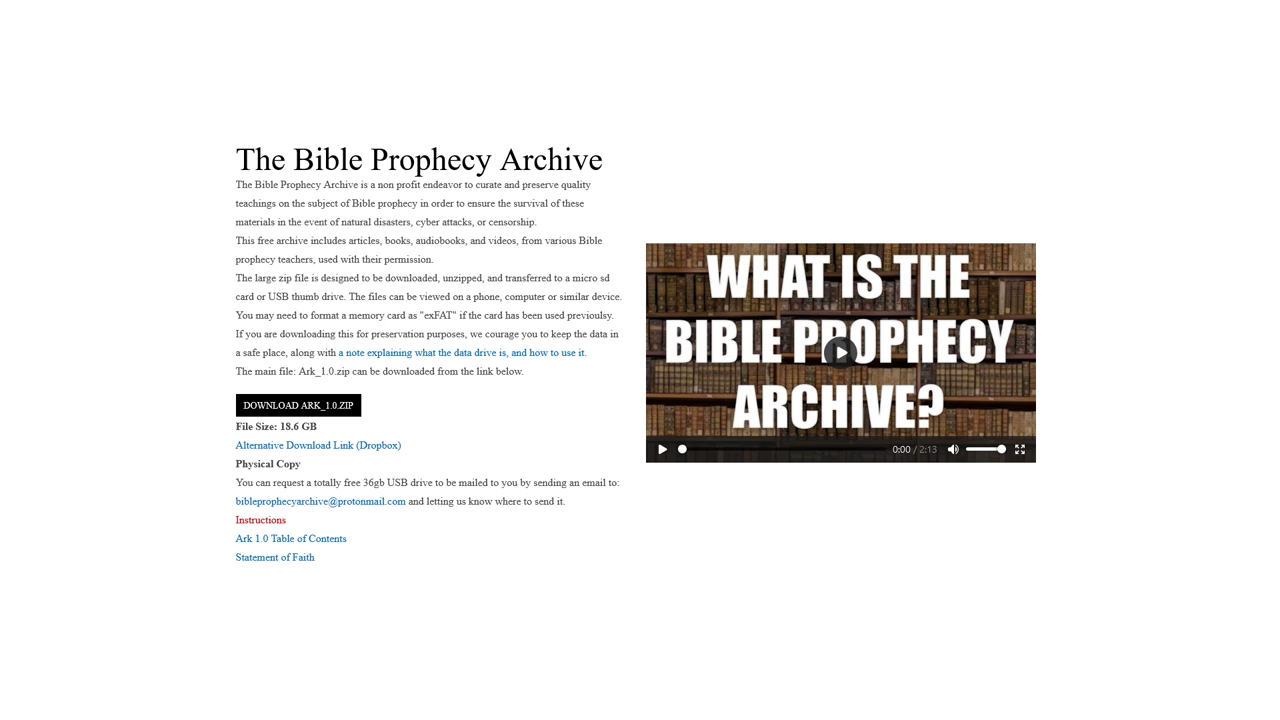 The Bible Prophecy Archive
The Bible Prophecy Archive is a non profit endeavor to curate and preserve quality
teachings on the subject of Bible prophecy in order to ensure the survival of these
materials in the event of natural disasters, cyber attacks, or censorship.
This free archive includes articles, books, audiobooks, and videos, from various Bible
prophecy teachers, used with their permission.
The large zip file is designed to be downloaded, unzipped, and transferred to a micro sd
card or USB thumb drive. The files can be viewed on a phone, computer or similar device.
You may need to format a memory card as "exFAT" if the card has been used previoulsy.
If you are downloading this for preservation purposes, we courage you to keep the data in
a safe place, along with a note explaining what the data drive is, and how to use it.
The main file: Ark_1.0.zip can be downloaded from the link below.
DOWNLOAD ARK_1.0.ZIP
File Size: 18.6 GB
Alternative Download Link (Dropbox)
Physical Copy
You can request a totally free 36gb USB drive to be mailed to you by sending an email to:
bibleprophecyarchive@protonmail.com and letting us know where to send it.
Instructions
Ark 1.0 Table of Contents
Statement of Faith
WHAT IS THE
BIBLE PROPHECY
ARCHIVE?
0:00 / 2:13